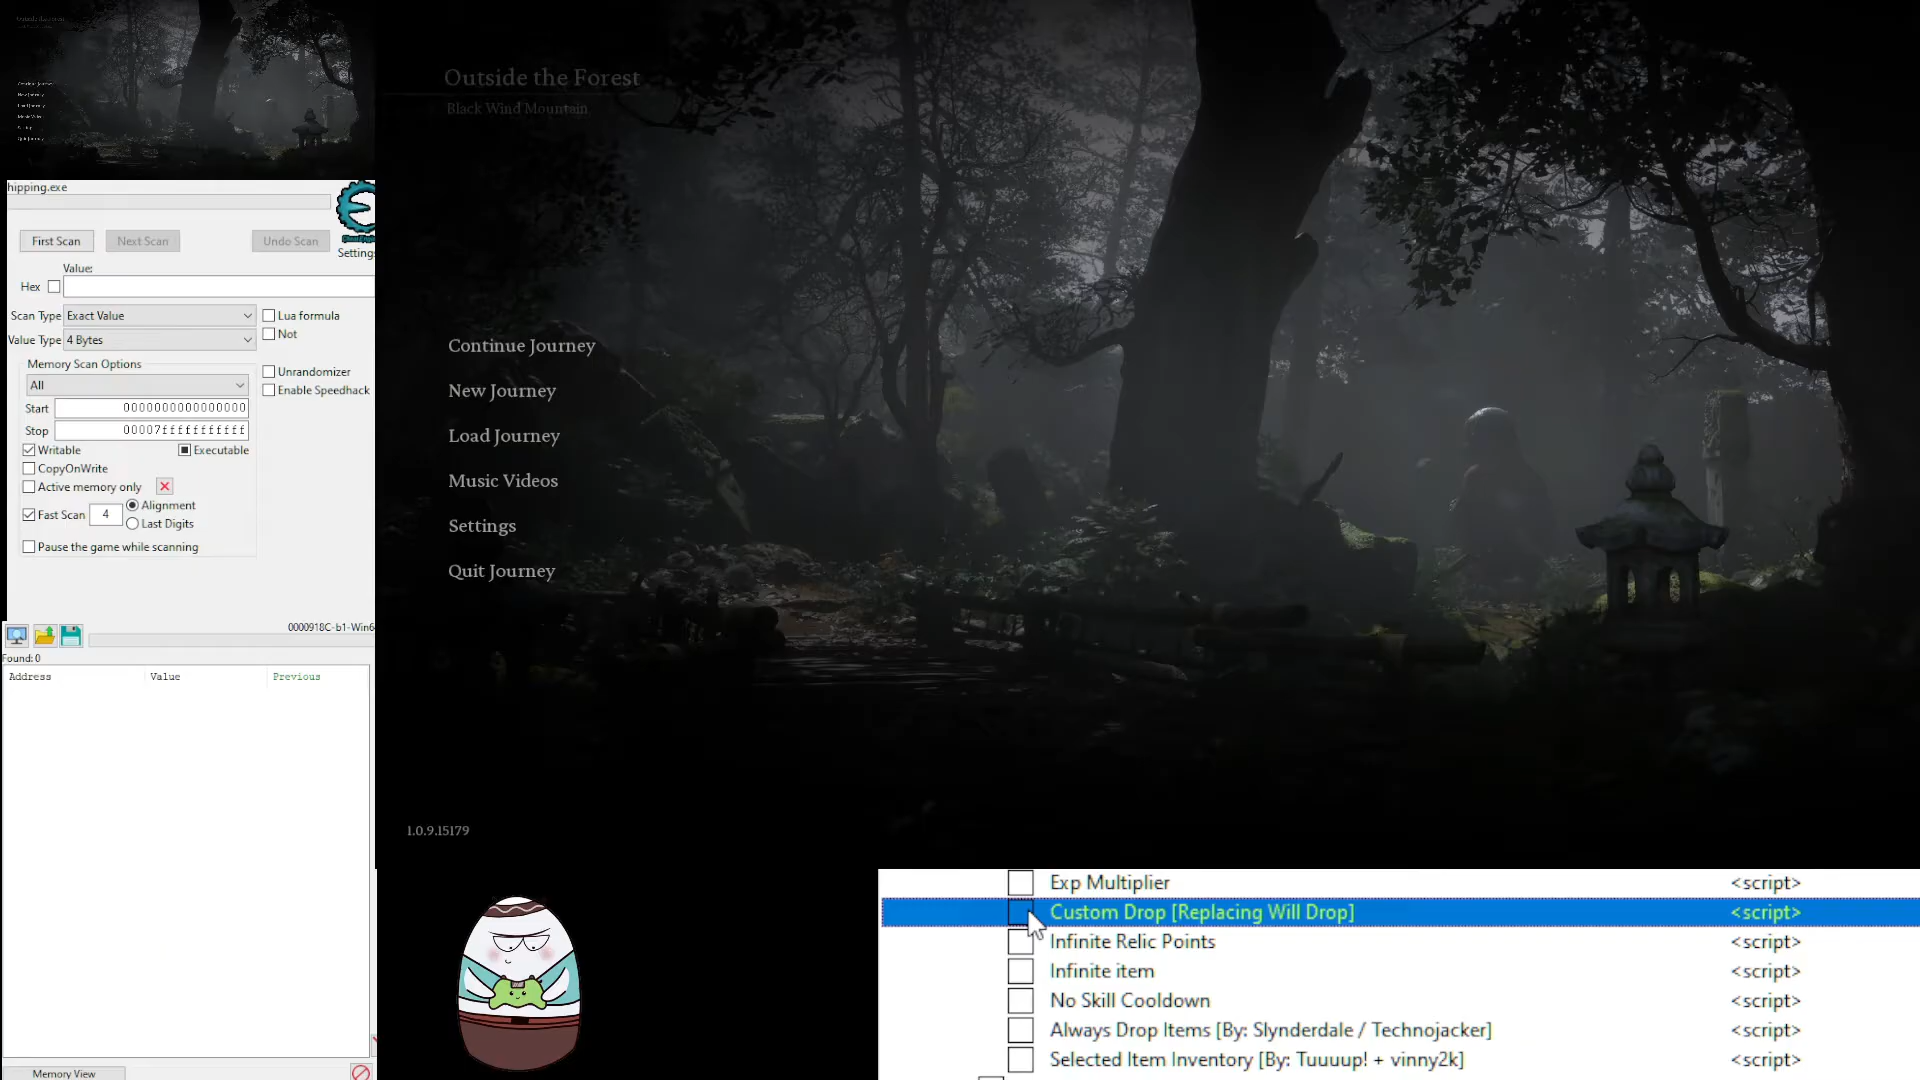 hipping.exe
First Scan
Next Scan
Undo Scan
Settings
Value:
Hex
Scan Type
Exact Value
Lua formula
Not
Value Type
4 Bytes
Memory Scan Options
All
Unrandomizer
Enable Speedhack
Start
0000000000000000
Stop
00007fffffffffff
Writable
Executable
CopyOnWrite
Active memory only
Fast Scan
4
Alignment
Last Digits
Pause the game while scanning
0000918C-b1-Win6
Found: 0
Address
Value
Previous
Memory View
Outside the Forest
Black Wind Mountain
Continue Journey
New Journey
Load Journey
Music Videos
Settings
Quit Journey
1.0.9.15179
Exp Multiplier <script>
Custom Drop [Replacing Will Drop] <script>
Infinite Relic Points <script>
Infinite item <script>
No Skill Cooldown <script>
Always Drop Items [By: Slynderdale / Technojacker] <script>
Selected Item Inventory [By: Tuuuup! + vinny2k] <script>